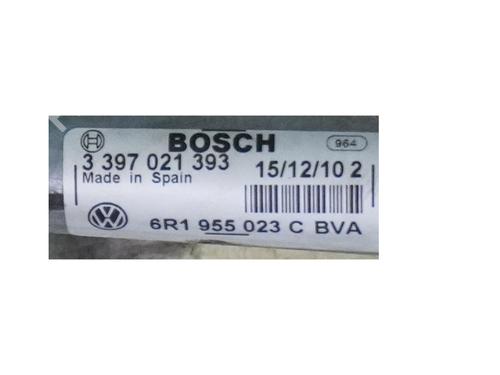 BOSCH 964
3 397 021 393 15/12/10 2
Made in Spain
6R1 955 023 C BVA